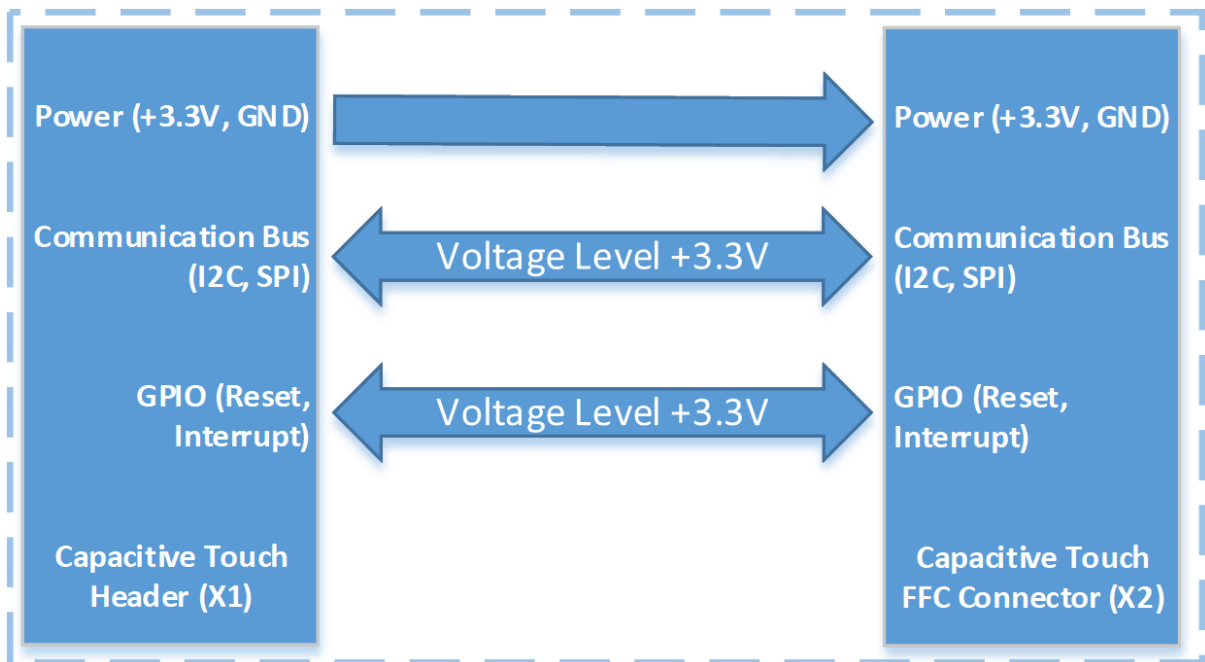 Power (+3.3V, GND)
Communication Bus
(I2C, SPI)
GPIO (Reset,
Interrupt)
Capacitive Touch
Header (X1)
Voltage Level +3.3V
Voltage Level +3.3V
Power (+3.3V, GND)
Communication Bus
(I2C, SPI)
GPIO (Reset,
Interrupt)
Capacitive Touch
FFC Connector (X2)